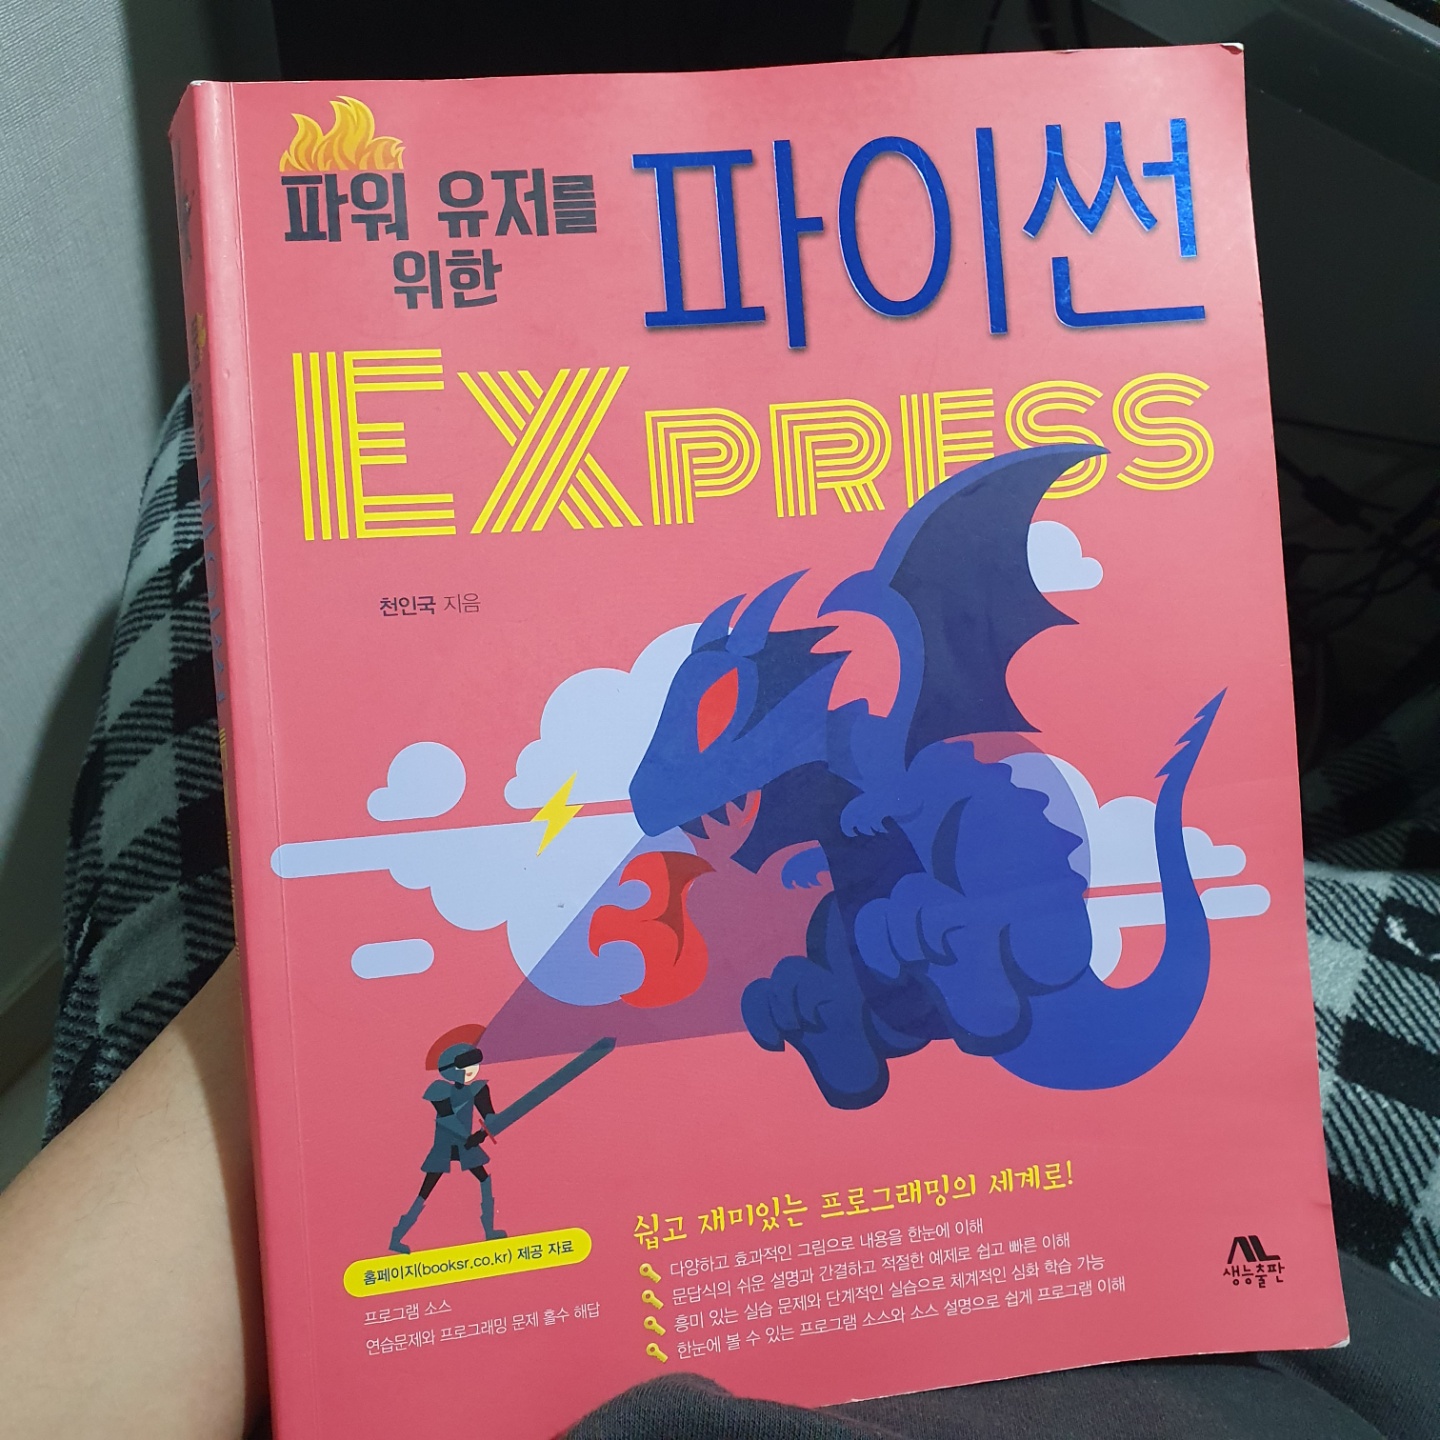 파워 유저를
위한
파이썬
EXPRESS
천인국 지음
쉽고 재미있는 프로그래밍의 세계로!
다양하고 효과적인 그림으로 내용을 한눈에 이해
문답식의 쉬운 설명과 간결하고 적절한 예제로 쉽고 빠른 이해
흥미 있는 실습 문제와 단계적인 실습으로 체계적인 심화 학습 가능
한눈에 볼 수 있는 프로그램 소스와 소스 설명으로 쉽게 프로그램 이해
홈페이지(booksr.co.kr) 제공 자료
프로그램 소스
연습문제와 프로그래밍 문제 홀수 해답
생능출판